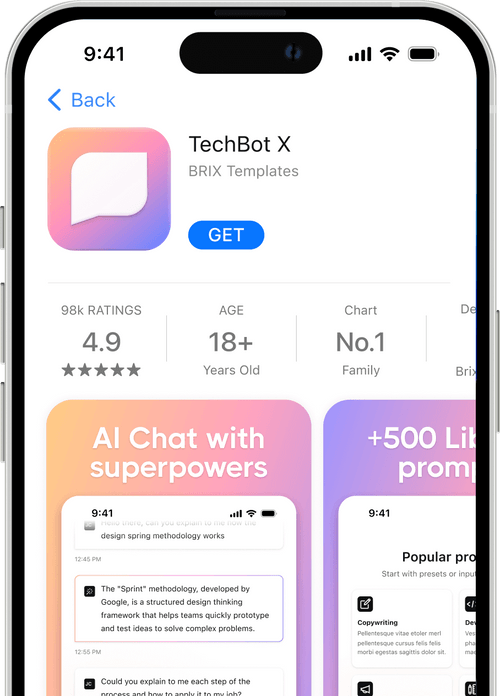 9:41
Back
TechBot X
BRIX Templates
GET
98k RATINGS
4.9
AGE
18+
Years Old
Chart
No.1
Family
De
Brix
AI Chat with
superpowers
9:41
Hello there, can you explain to me how the
design spring methodology works
12:45 PM
The "Sprint" methodology, developed by
Google, is a structured design thinking
framework that helps teams quickly prototype
and test ideas to solve complex problems.
12:55 PM
JC
Could you explain to me each step of the
process and how to apply it to my job?
+500 Lib
promp
9:41
Popular pro
Start with presets or input
Copywriting
Pellentesque vitae etoler merl
pellentesque cursus felis felis
morbi egestas sagittis dolor sit.
Dev